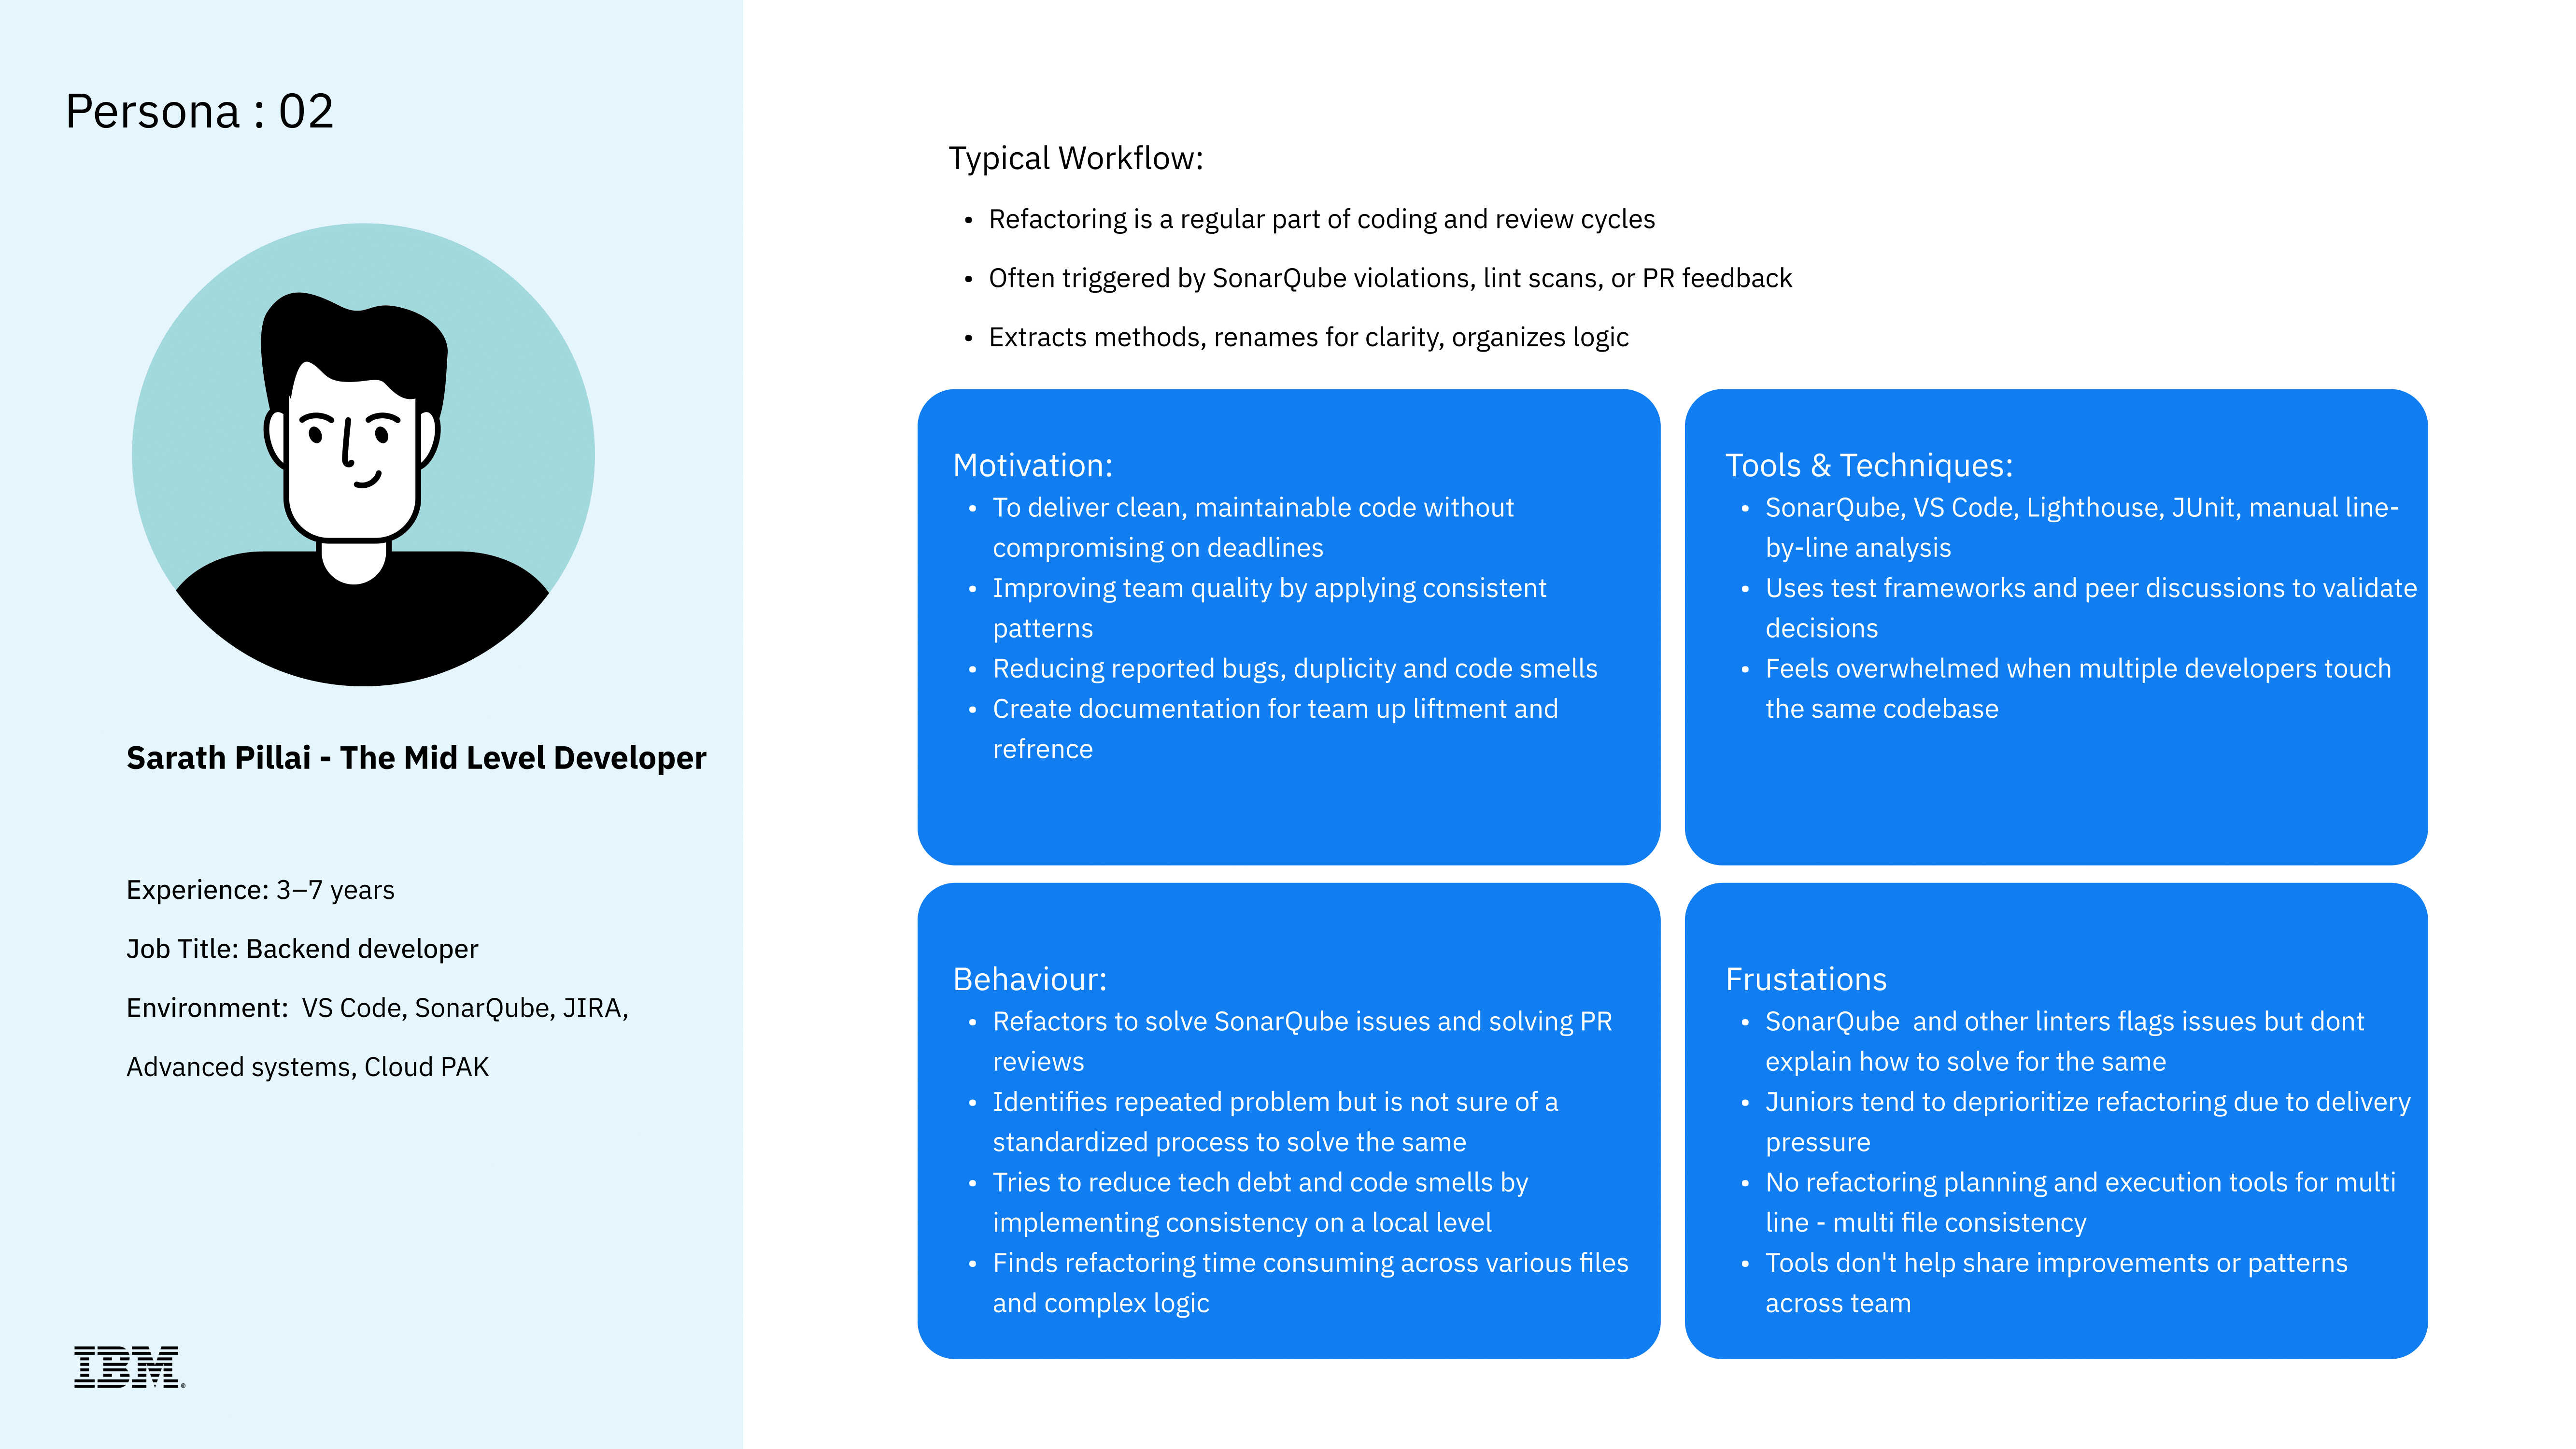 Persona : 02
Sarath Pillai - The Mid Level Developer
Experience: 3–7 years
Job Title: Backend developer
Environment:  VS Code, SonarQube, JIRA,
Advanced systems, Cloud PAK
IBM®
Typical Workflow:
• Refactoring is a regular part of coding and review cycles
• Often triggered by SonarQube violations, lint scans, or PR feedback
• Extracts methods, renames for clarity, organizes logic
Motivation:
• To deliver clean, maintainable code without
compromising on deadlines
• Improving team quality by applying consistent
patterns
• Reducing reported bugs, duplicity and code smells
• Create documentation for team up liftment and
refrence
Tools & Techniques:
• SonarQube, VS Code, Lighthouse, JUnit, manual line-
by-line analysis
• Uses test frameworks and peer discussions to validate
decisions
• Feels overwhelmed when multiple developers touch
the same codebase
Behaviour:
• Refactors to solve SonarQube issues and solving PR
reviews
• Identifies repeated problem but is not sure of a
standardized process to solve the same
• Tries to reduce tech debt and code smells by
implementing consistency on a local level
• Finds refactoring time consuming across various files
and complex logic
Frustations
• SonarQube  and other linters flags issues but dont
explain how to solve for the same
• Juniors tend to deprioritize refactoring due to delivery
pressure
• No refactoring planning and execution tools for multi
line - multi file consistency
• Tools don't help share improvements or patterns
across team